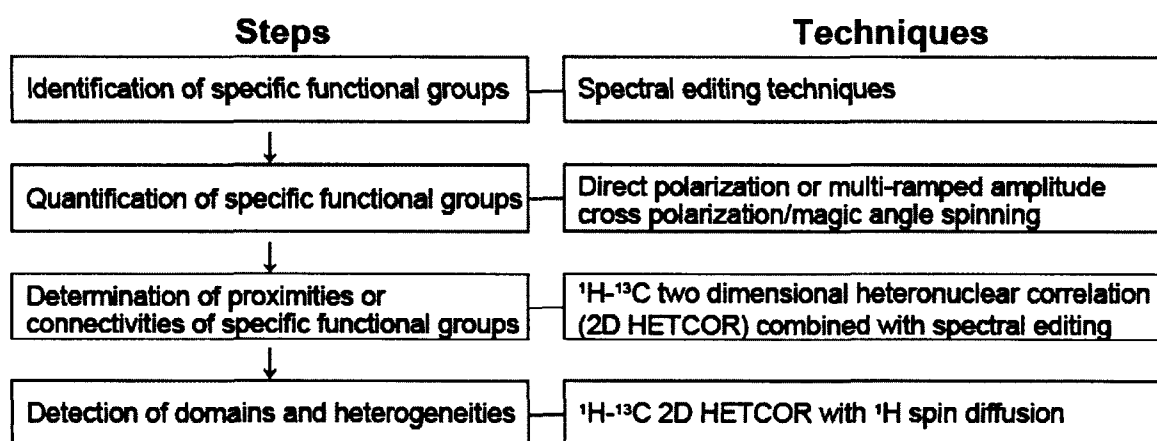 Steps
Techniques
Identification of specific functional groups
Spectral editing techniques
Quantification of specific functional groups
Direct polarization or multi-ramped amplitude
cross polarization/magic angle spinning
Determination of proximities or
connectivities of specific functional groups
¹H-¹³C two dimensional heteronuclear correlation
(2D HETCOR) combined with spectral editing
Detection of domains and heterogeneities
¹H-¹³C 2D HETCOR with ¹H spin diffusion